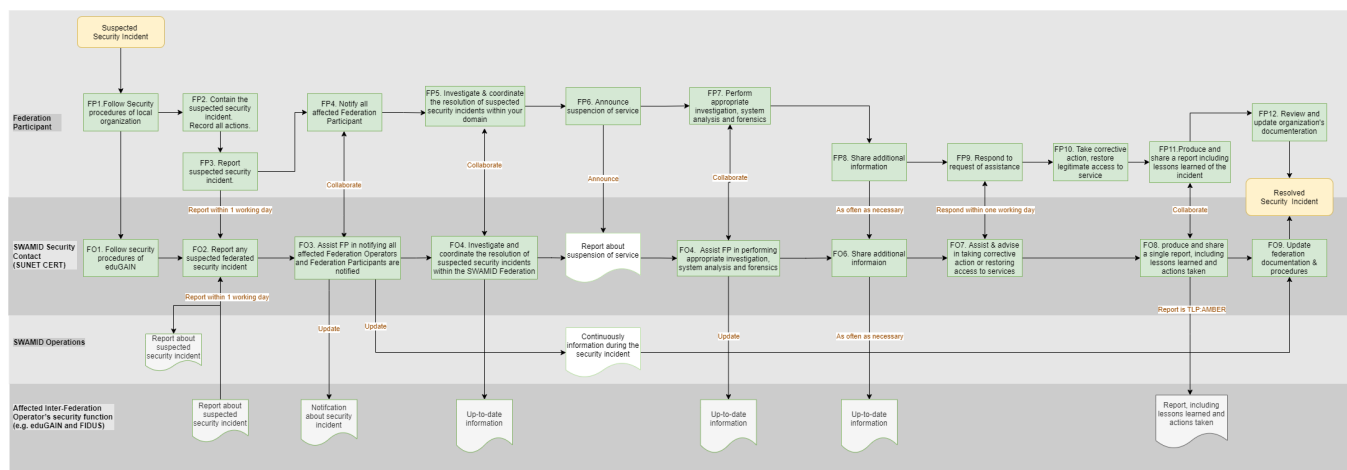 Suspected
Security Incident
Federation
Participant
FP1.Follow Security
procedures of local
organization
FP2. Contain the
suspected security
incident.
Record all actions.
FP3. Report
suspected security
incident.
FP4. Notify all
affected Federation
Participant
FP5. Investigate & coordinate
the resolution of suspected
security incidents within your
domain
FP6. Announce
suspencion of service
FP7. Perform
appropriate
investigation, system
analysis and forensics
FP8. Share additional
information
FP9. Respond to
request of assistance
FP10. Take corrective
action, restore
legitimate access to
service
FP11.Produce and
share a report including
lessons learned of the
incident
FP12. Review and
update organization's
documenteration
Resolved
Security Incident
Collaborate
Collaborate
Announce
Collaborate
Report within 1 working day
As often as necessary
Respond within one working day
Collaborate
SWAMID Security
Contact
(SUNET CERT)
FO1. Follow security
procedures of
eduGAIN
FO2. Report any
suspected federated
security incident
FO3. Assist FP in notifying all
affected Federation Operators
and Federation Participants are
notified
FO4. Investigate and
coordinate the resolution of
suspected security incidents
within the SWAMID Federation
Report about
suspension of service
FO4. Assist FP in performing
appropriate investigation,
system analysis and forensics
FO6. Share additional
information
FO7. Assist & advise
in taking corrective
action or restoring
access to services
FO8. produce and share
a single report, including
lessons learned and
actions taken
FO9. Update
federation
documentation &
procedures
Report within 1 working day
Update
Update
Update
As often as necessary
Report is TLP:AMBER
SWAMID Operations
Report about
suspected
security incident
Continuously
information during the
security incident
Affected Inter-Federation
Operator's security function
(e.g. eduGAIN and FIDUS)
Report about
suspected
security incident
Notifcation
about security
incident
Up-to-date
information
Up-to-date
information
Up-to-date
information
Report, including
lessons learned and
actions taken